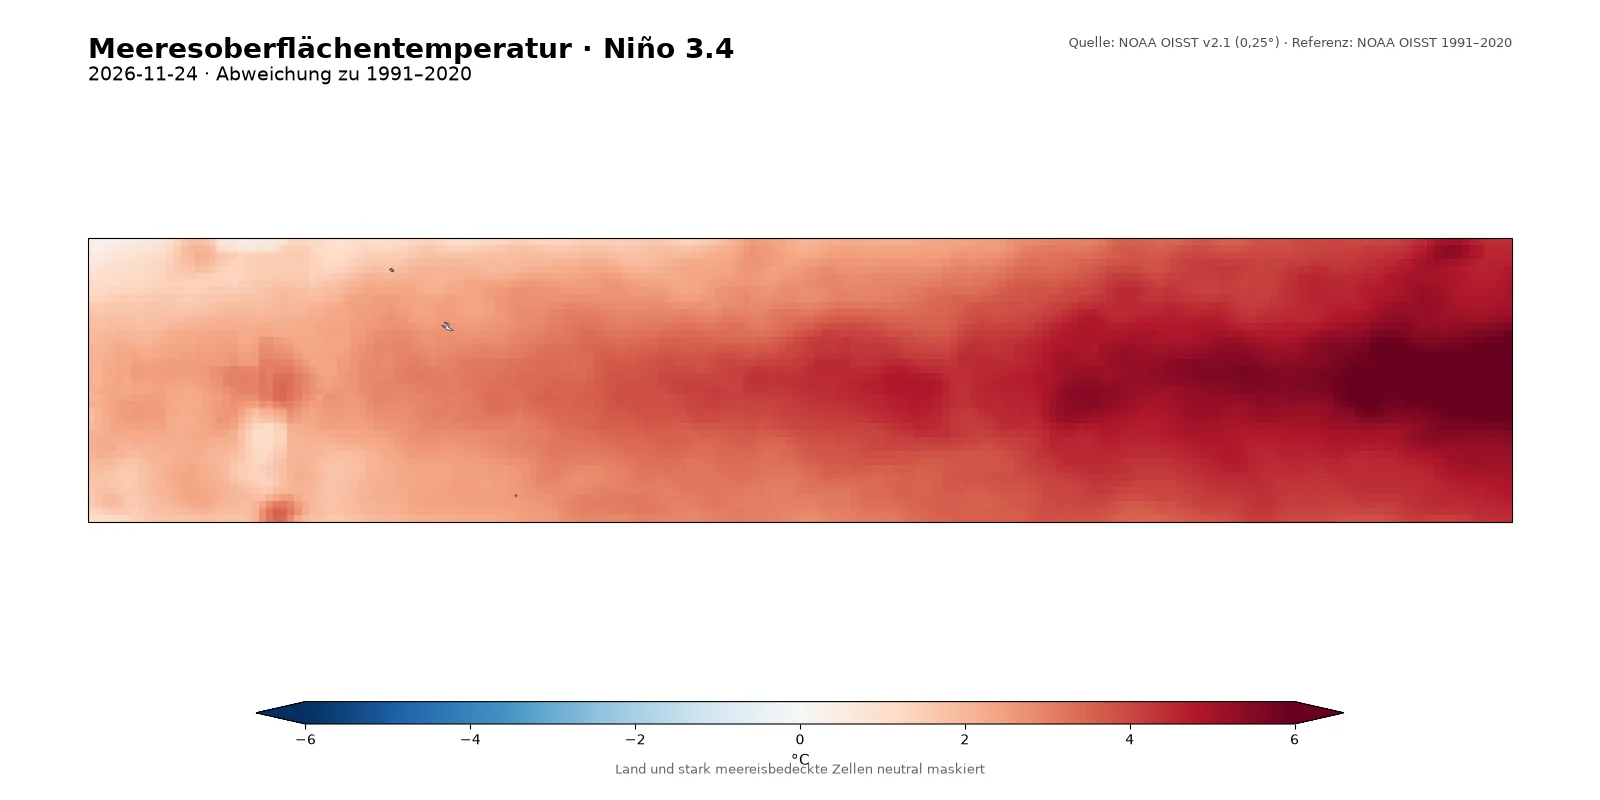 Meeresoberflächentemperatur · Niño 3.4
2026-11-24 · Abweichung zu 1991–2020
Quelle: NOAA OISST v2.1 (0,25°) · Referenz: NOAA OISST 1991–2020
−6 −4 −2 0 2 4 6
°C
Land und stark meereisbedeckte Zellen neutral maskiert